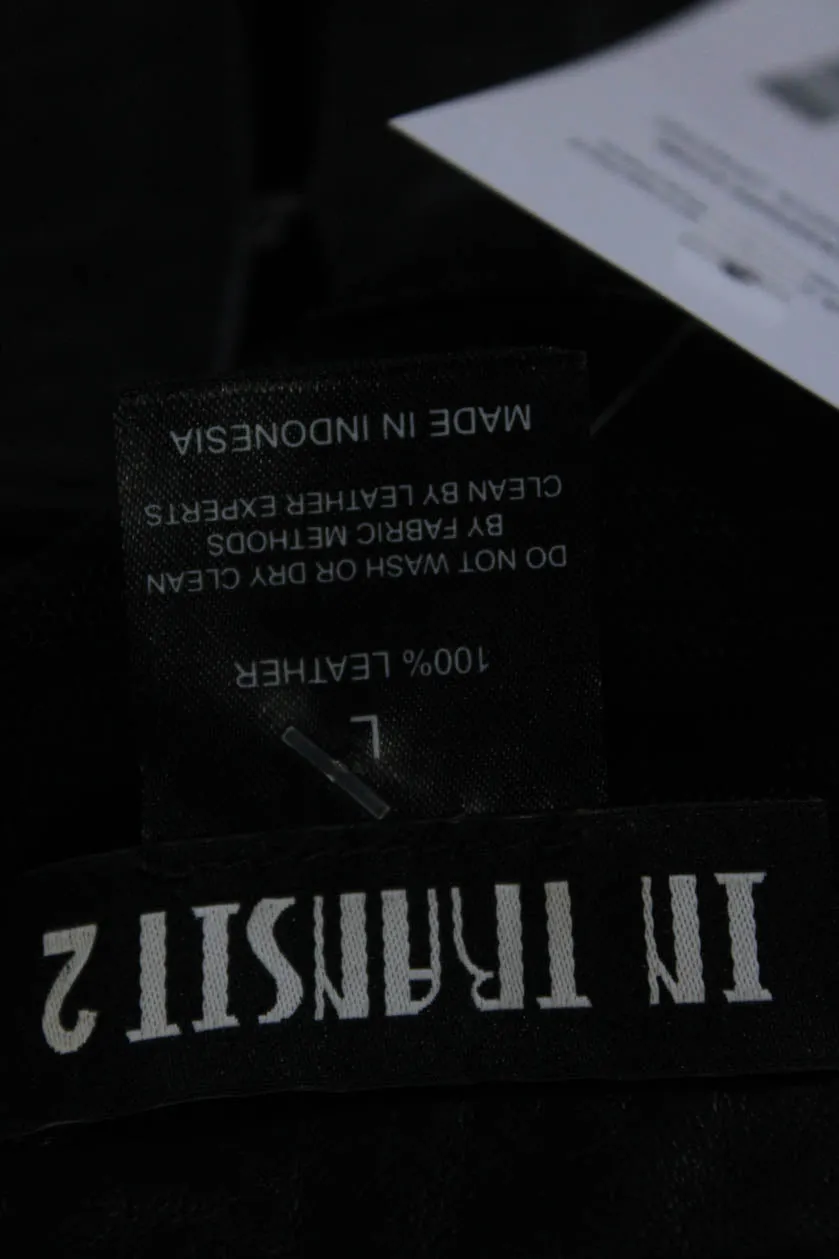 IN TRANSIT 2
L
100% LEATHER
DO NOT WASH OR DRY CLEAN
BY FABRIC METHODS
CLEAN BY LEATHER EXPERTS
MADE IN INDONESIA